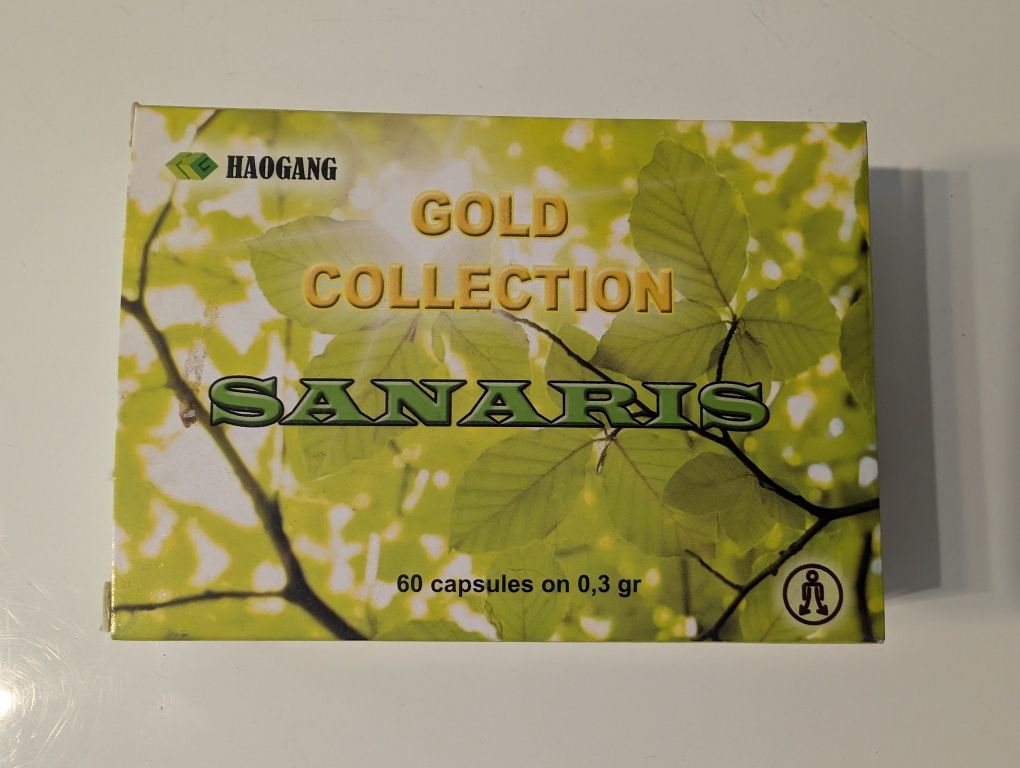 HAOGANG
GOLD
COLLECTION
SANARIS
60 capsules on 0,3 gr